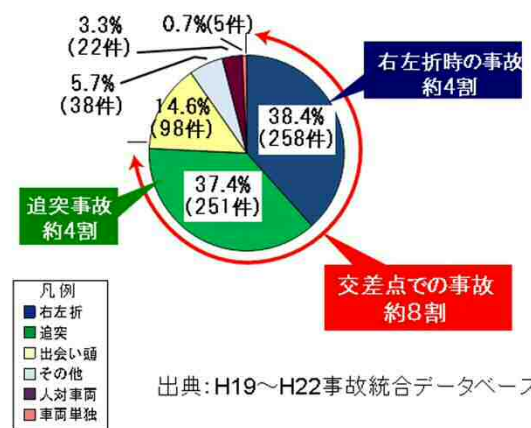 3.3%
(22件)
0.7%(5件)
5.7%
(38件)
14.6%
(98件)
38.4%
(258件)
右左折時の事故
約4割
37.4%
(251件)
追突事故
約4割
交差点での事故
約8割
凡例
右左折
追突
出会い頭
その他
人対車両
車両単独
出典:H19～H22事故統合データベース